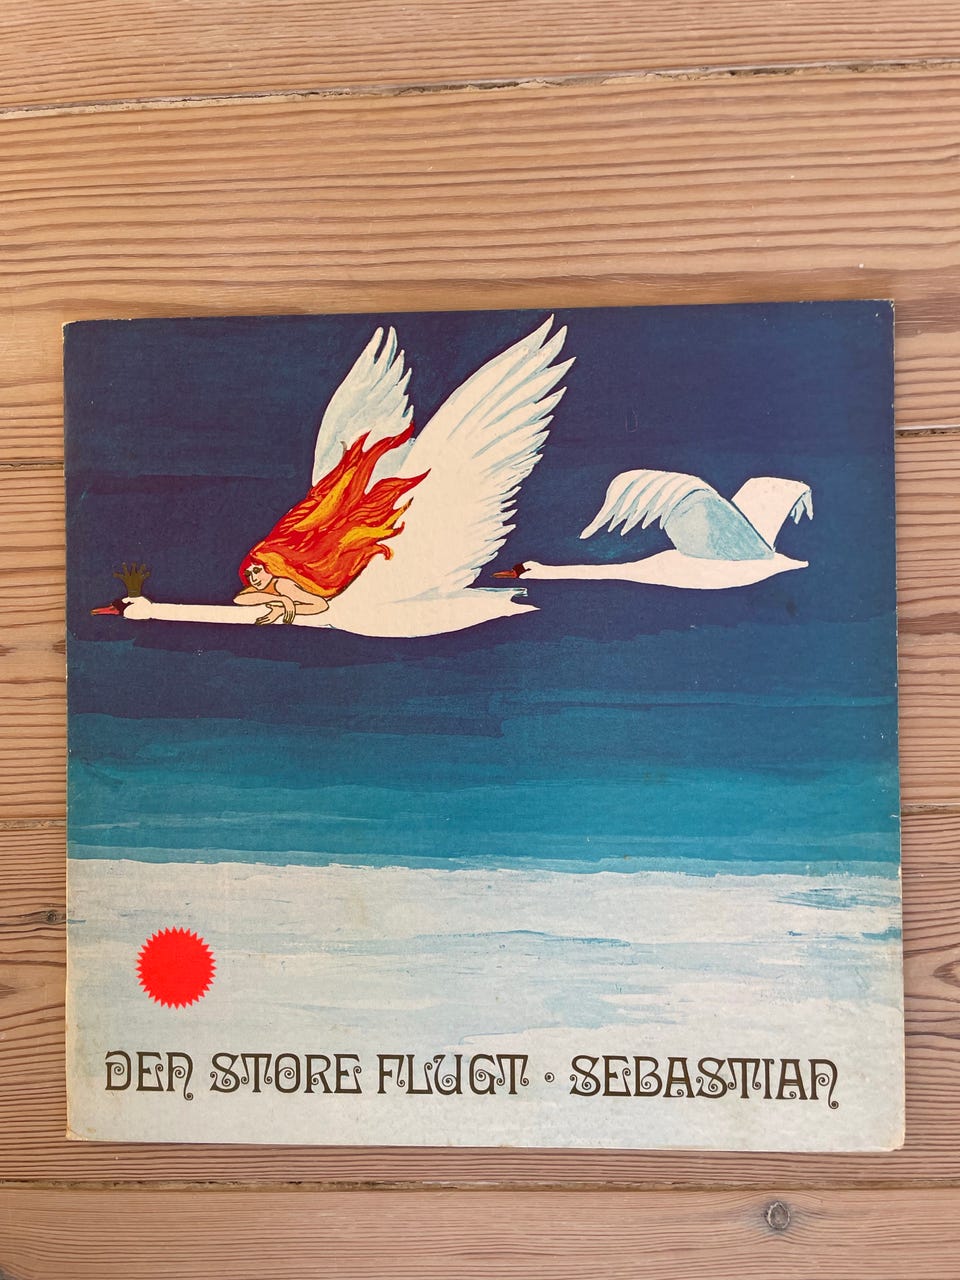 DEN STORE FLUGT · SEBASTIAN